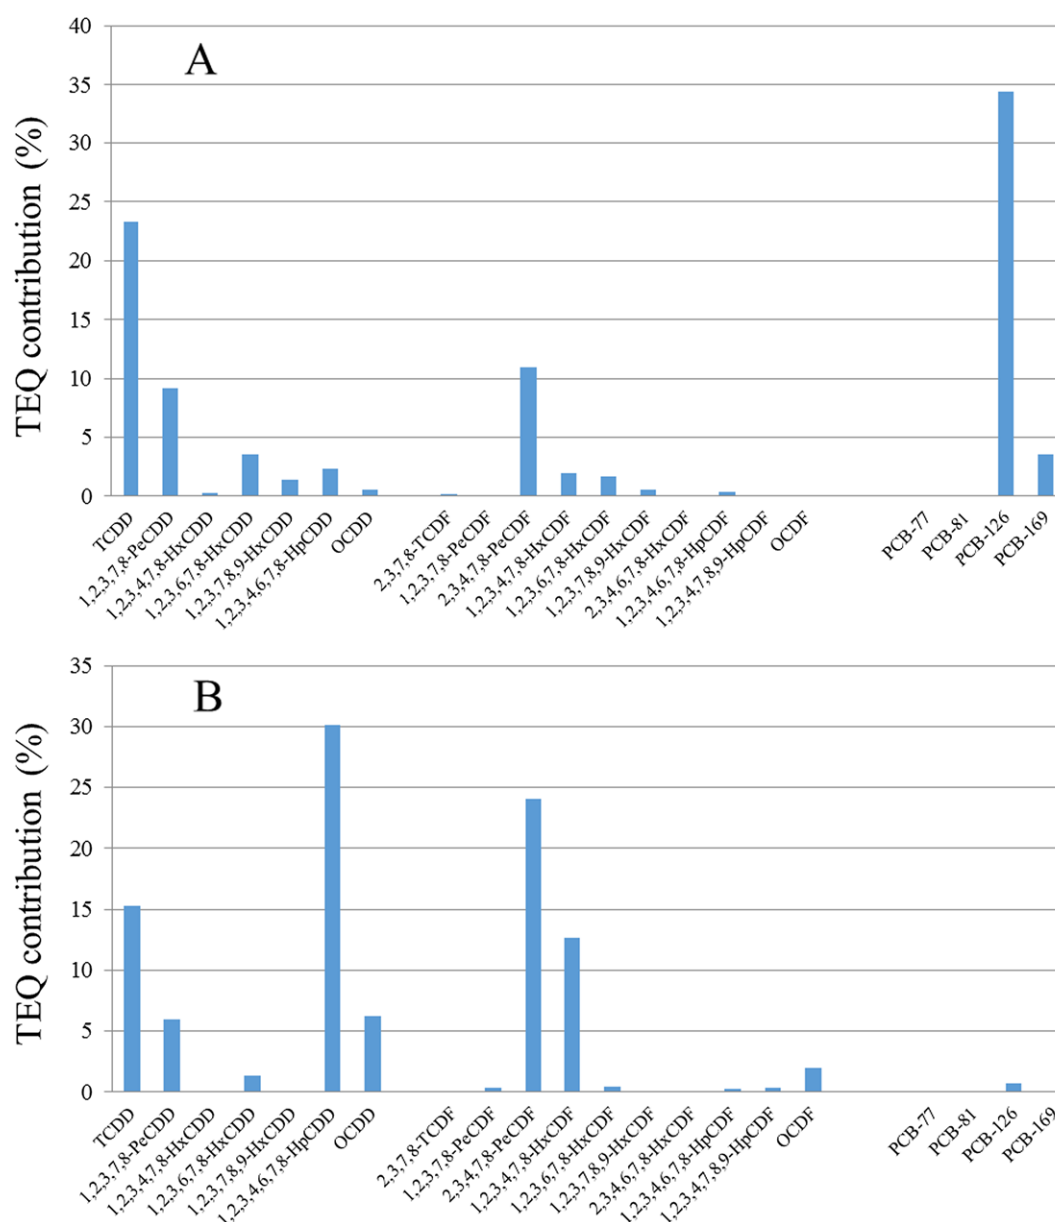 A
TEQ contribution (%)
40
35
30
25
20
15
10
5
0
TCDD
1,2,3,7,8-PeCDD
1,2,3,4,7,8-HxCDD
1,2,3,6,7,8-HxCDD
1,2,3,7,8,9-HxCDD
1,2,3,4,6,7,8-HpCDD
OCDD
2,3,7,8-TCDF
1,2,3,7,8-PeCDF
2,3,4,7,8-PeCDF
1,2,3,4,7,8-HxCDF
1,2,3,6,7,8-HxCDF
1,2,3,7,8,9-HxCDF
2,3,4,6,7,8-HxCDF
1,2,3,4,6,7,8-HpCDF
1,2,3,4,7,8,9-HpCDF
OCDF
PCB-77
PCB-81
PCB-126
PCB-169
B
TEQ contribution (%)
35
30
25
20
15
10
5
0
TCDD
1,2,3,7,8-PeCDD
1,2,3,4,7,8-HxCDD
1,2,3,6,7,8-HxCDD
1,2,3,7,8,9-HxCDD
1,2,3,4,6,7,8-HpCDD
OCDD
2,3,7,8-TCDF
1,2,3,7,8-PeCDF
2,3,4,7,8-PeCDF
1,2,3,4,7,8-HxCDF
1,2,3,6,7,8-HxCDF
1,2,3,7,8,9-HxCDF
2,3,4,6,7,8-HxCDF
1,2,3,4,6,7,8-HpCDF
1,2,3,4,7,8,9-HpCDF
OCDF
PCB-77
PCB-81
PCB-126
PCB-169